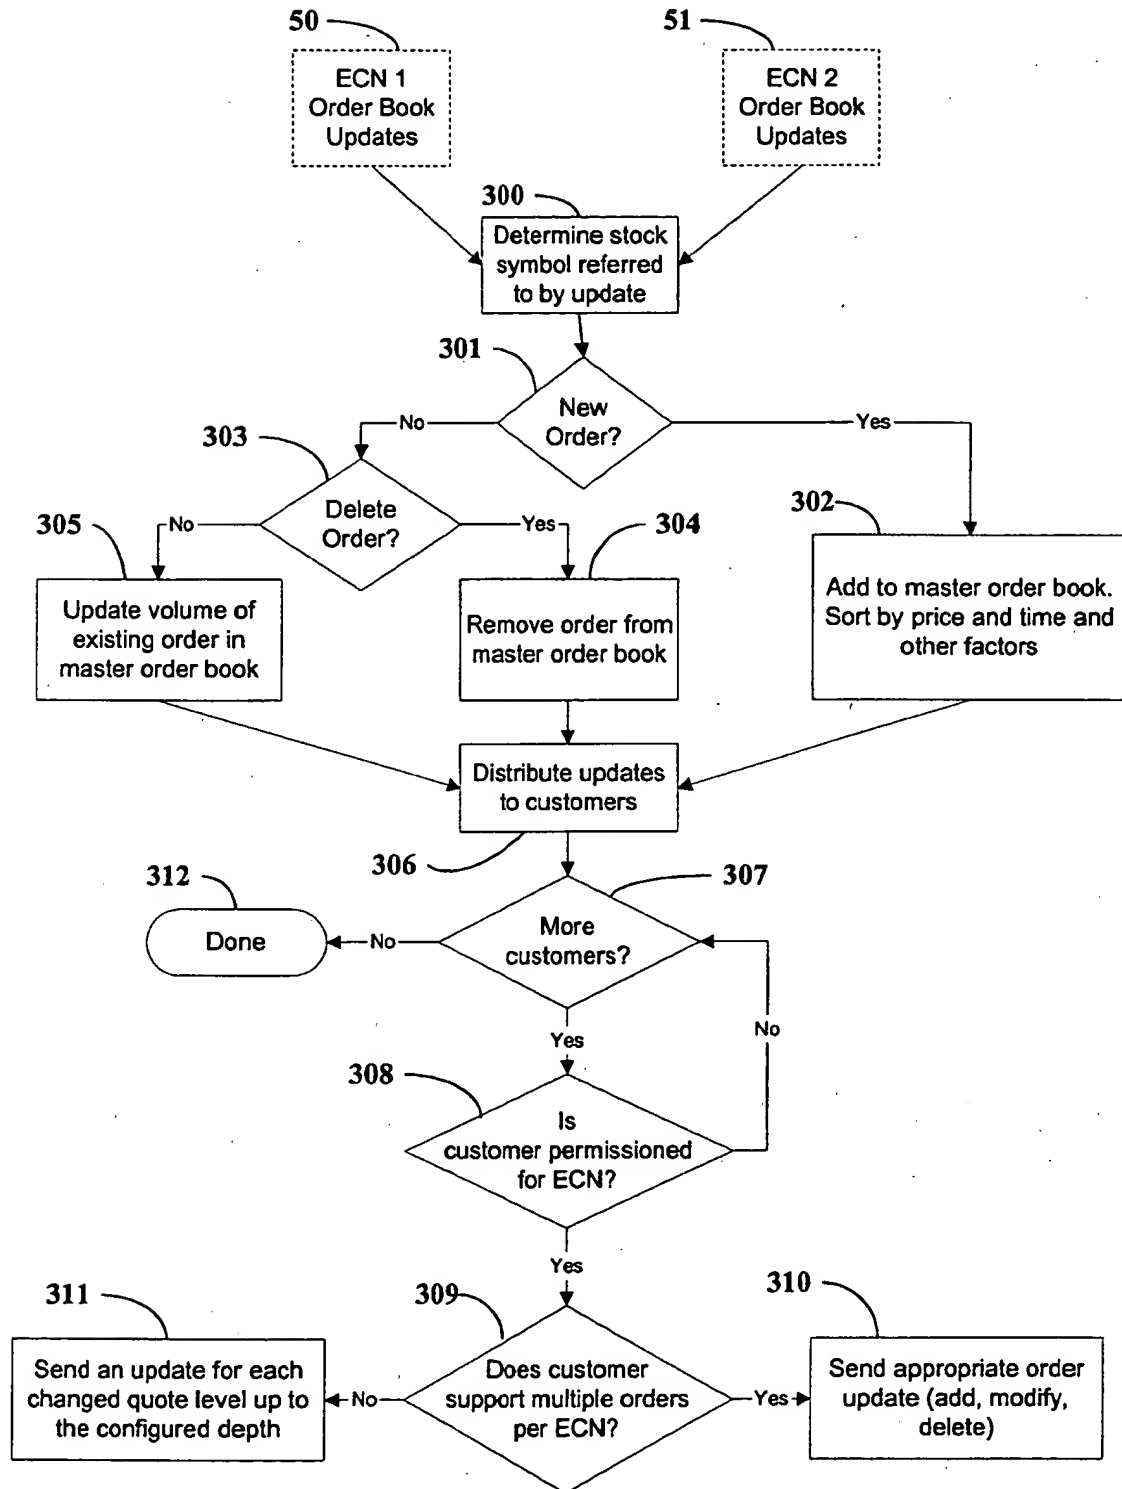 50
51
ECN 1
Order Book
Updates
ECN 2
Order Book
Updates
300
Determine stock
symbol referred
to by update
301
New
Order?
No
Yes
303
Delete
Order?
No
Yes
305
304
302
Update volume of
existing order in
master order book
Remove order from
master order book
Add to master order book.
Sort by price and time and
other factors
Distribute updates
to customers
306
307
312
More
customers?
No
Done
Yes
No
308
Is
customer permissioned
for ECN?
Yes
311
309
310
Send an update for each
changed quote level up to
the configured depth
No
Does customer
support multiple orders
per ECN?
Yes
Send appropriate order
update (add, modify,
delete)